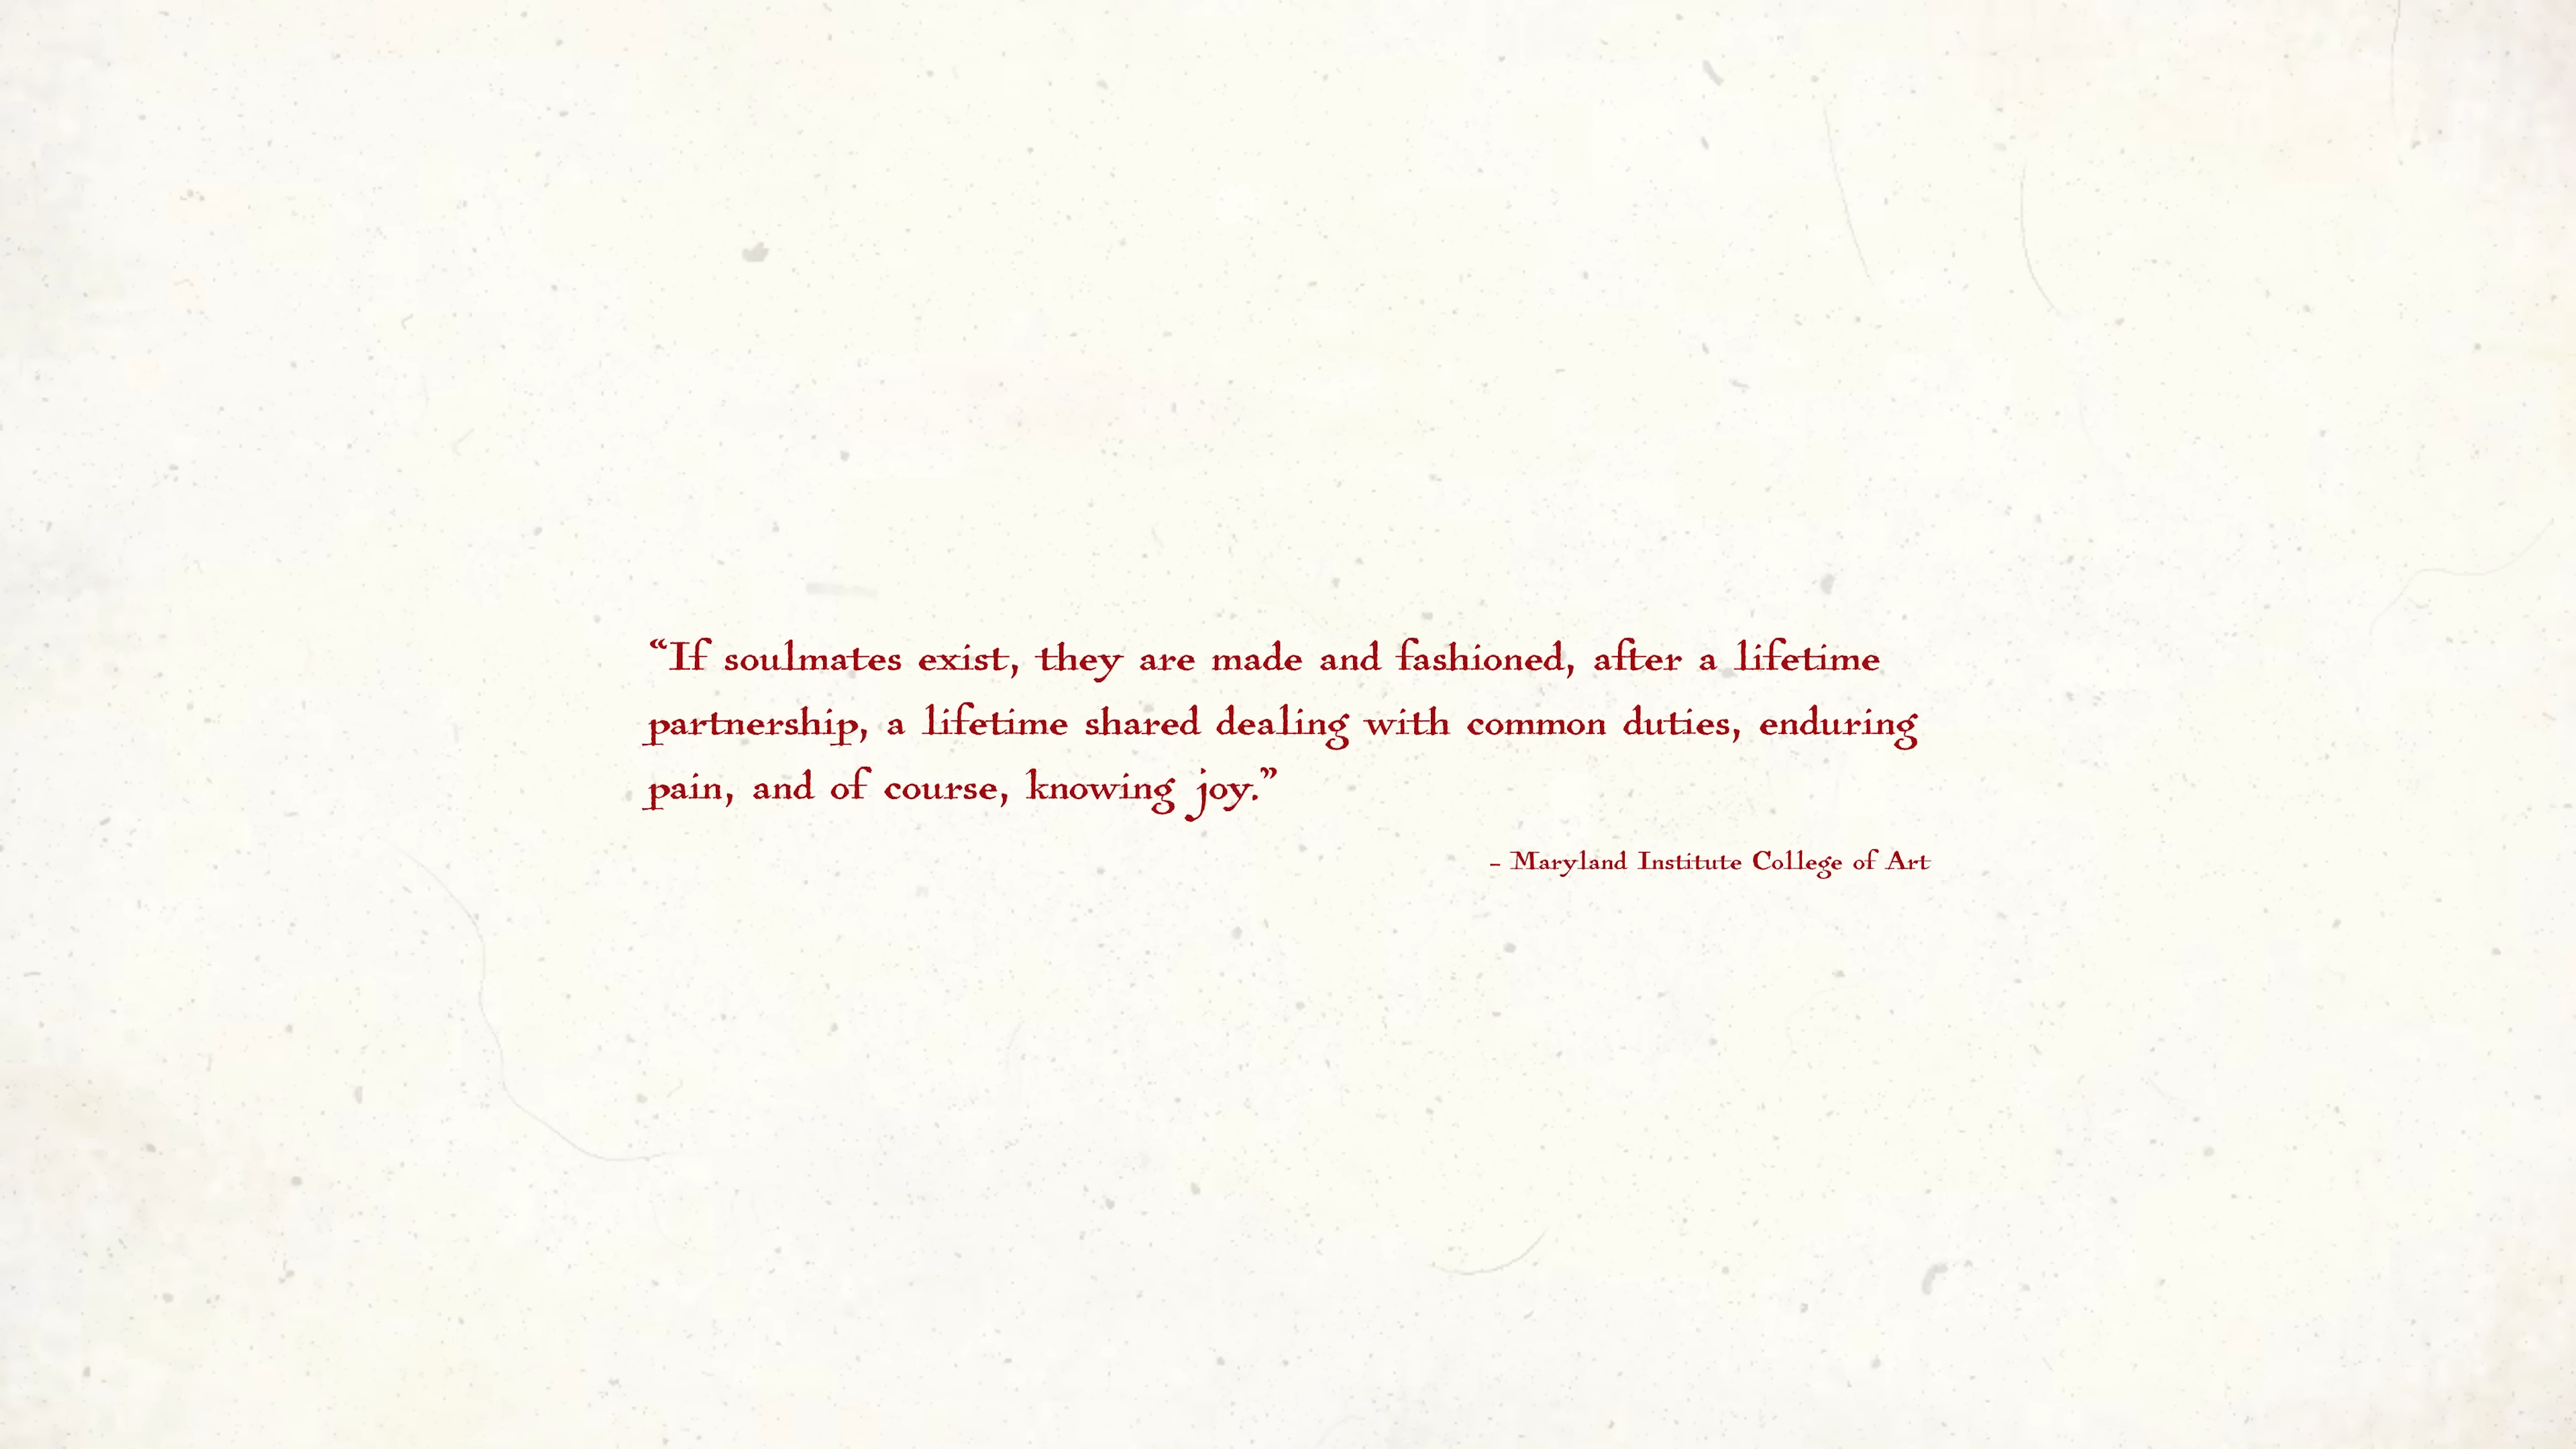 “If soulmates exist, they are made and fashioned, after a lifetime
partnership, a lifetime shared dealing with common duties, enduring
pain, and of course, knowing joy.”
– Maryland Institute College of Art